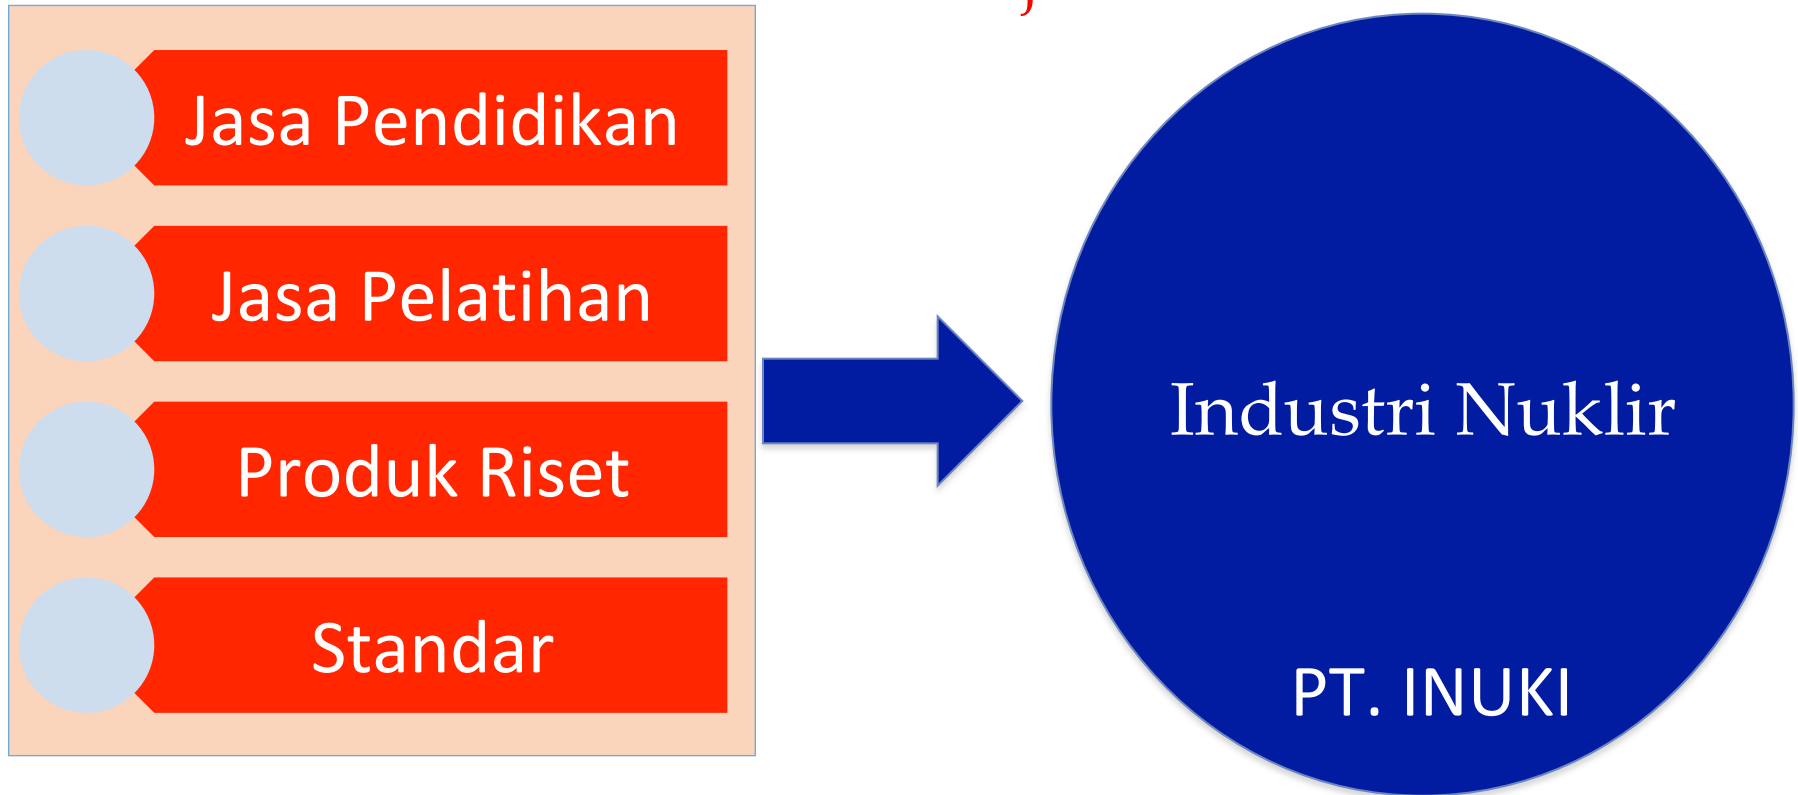 Jasa Pendidikan
Jasa Pelatihan
Produk Riset
Standar
Industri Nuklir
PT. INUKI